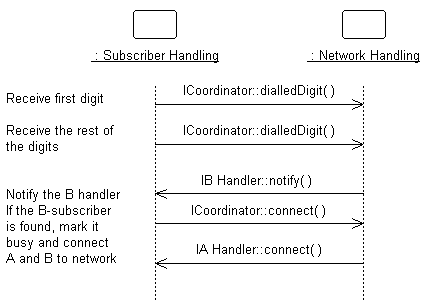 : Subscriber Handling
: Network Handling
Receive first digit
ICoordinator::dialledDigit( )
Receive the rest of
the digits
ICoordinator::dialledDigit( )
Notify the B handler
If the B-subscriber
is found, mark it
busy and connect
A and B to network
IB Handler::notify( )
ICoordinator::connect( )
IA Handler::connect( )